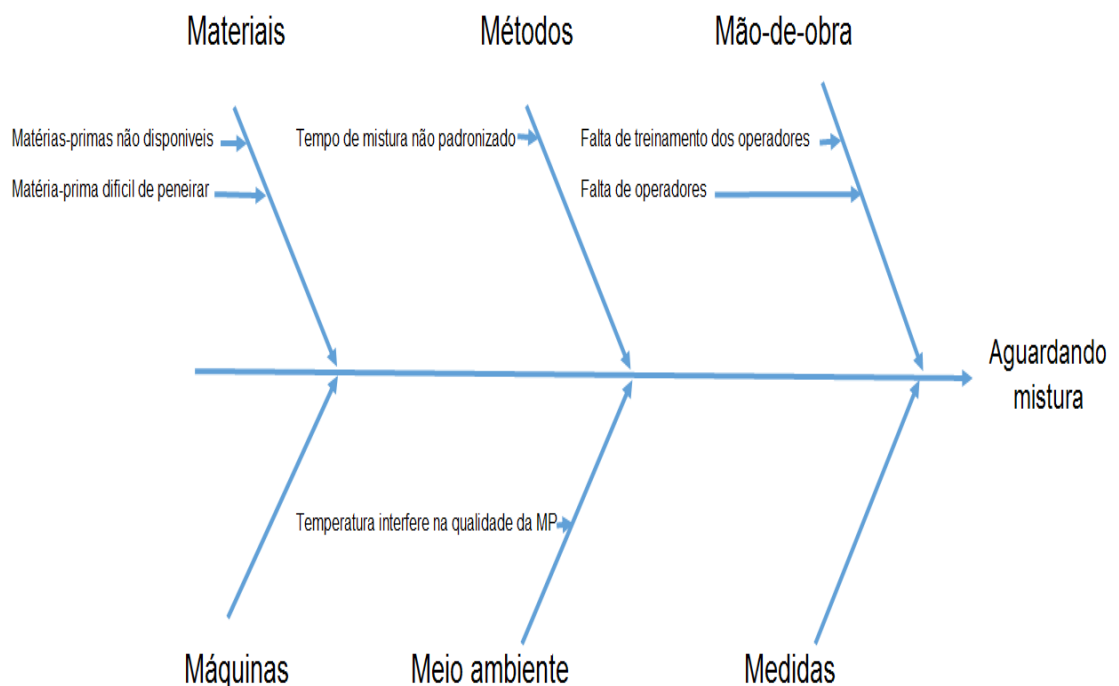 Materiais
Métodos
Mão-de-obra
Matérias-primas não disponiveis
Tempo de mistura não padronizado
Falta de treinamento dos operadores
Matéria-prima dificil de peneirar
Falta de operadores
Aguardando
mistura
Temperatura interfere na qualidade da MP
Máquinas
Meio ambiente
Medidas